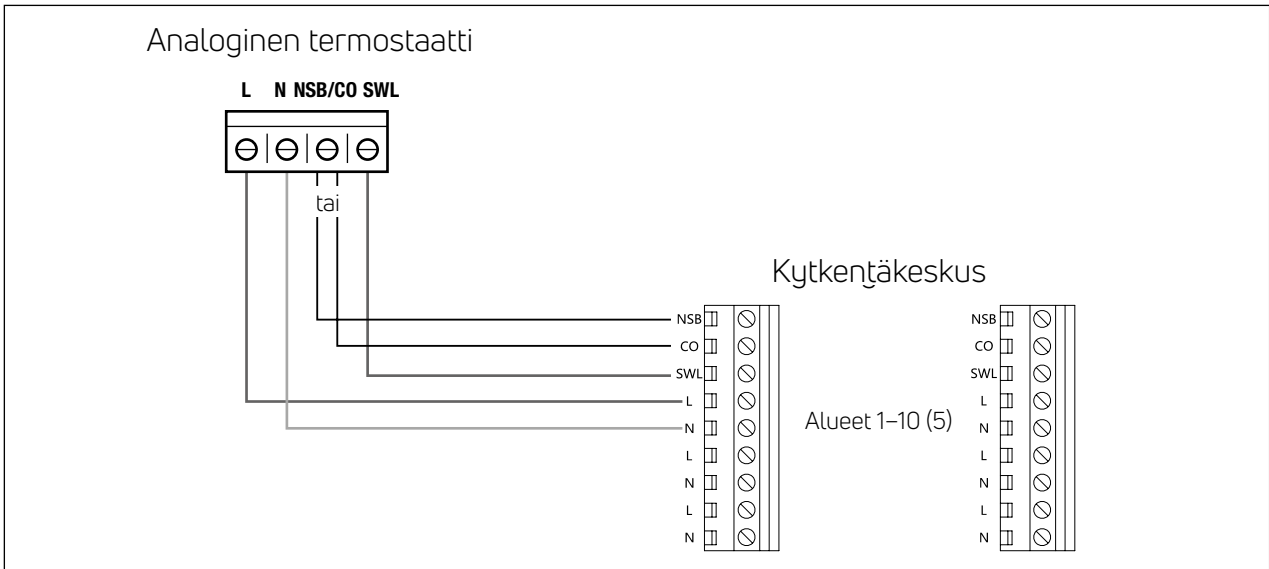 Analoginen termostaatti
L N NSB/CO SWL
tai
Kytkentäkeskus
NSB
CO
SWL
L
N
L
N
L
N
Alueet 1–10 (5)
NSB
CO
SWL
L
N
L
N
L
N